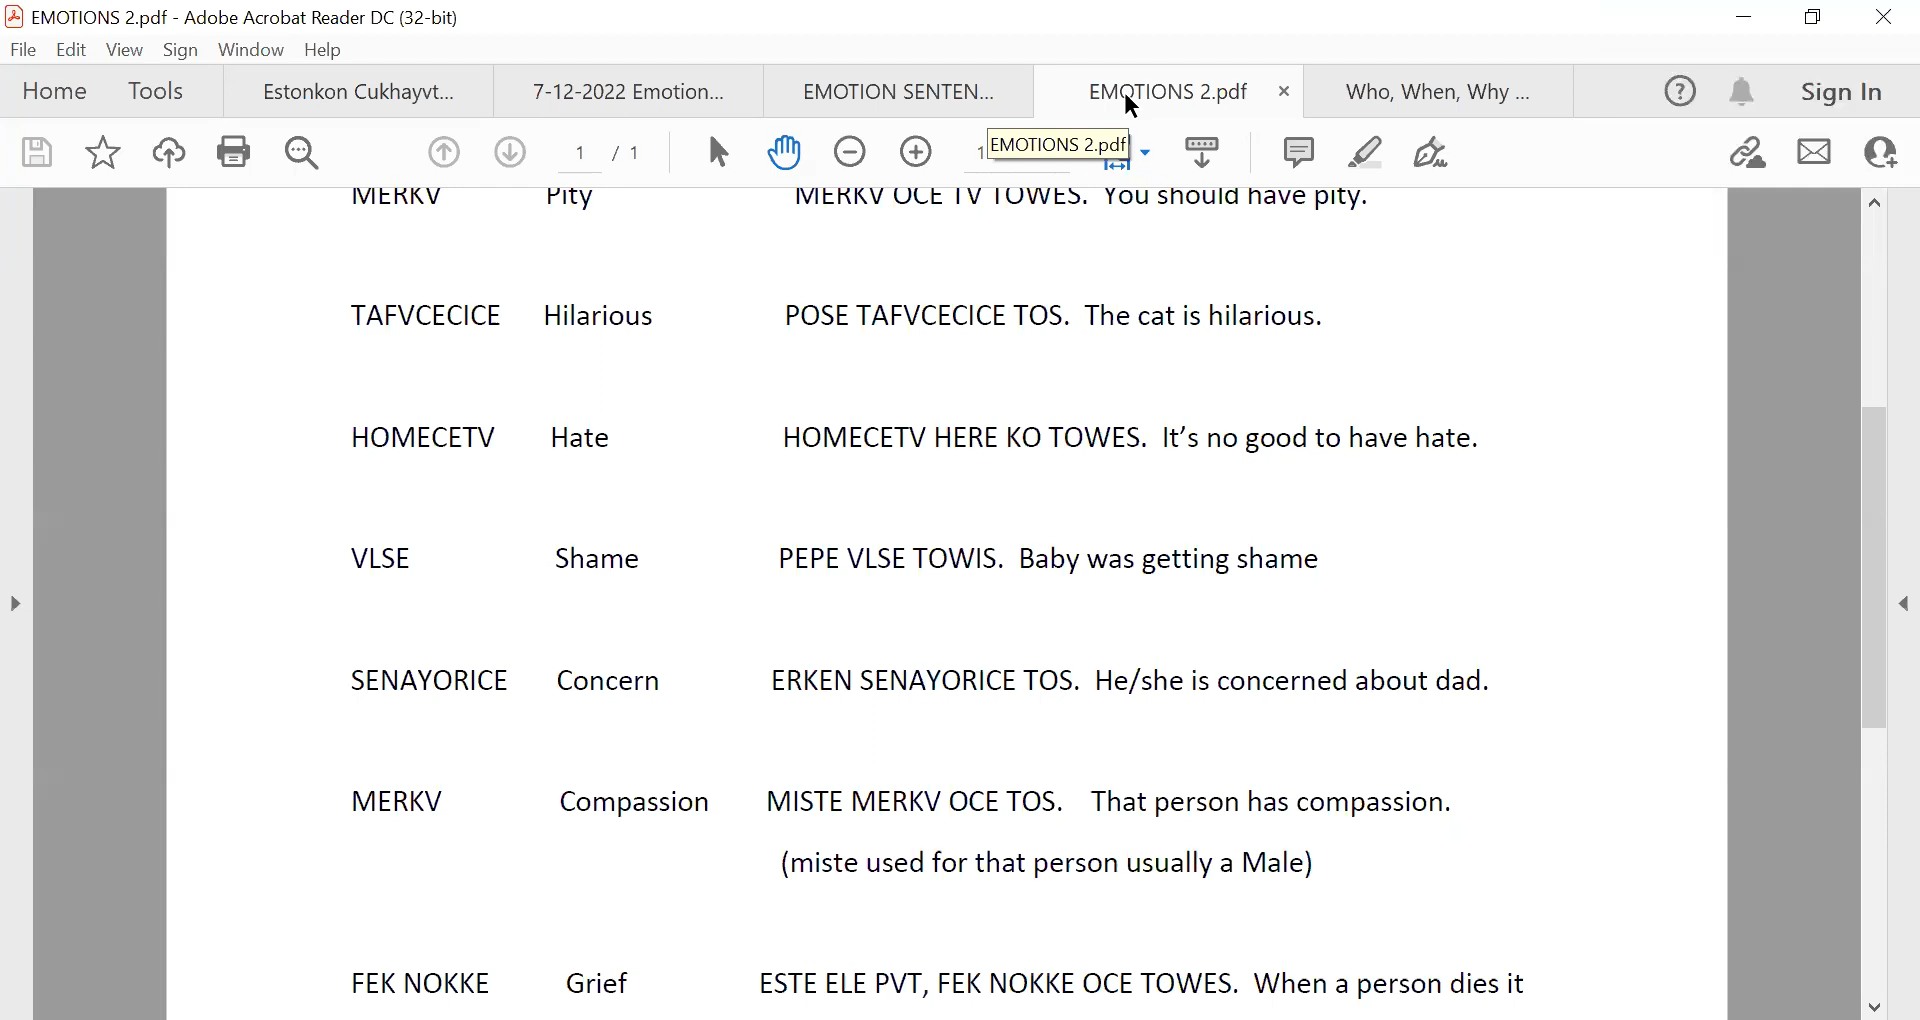 EMOTIONS 2.pdf - Adobe Acrobat Reader DC (32-bit)
File Edit View Sign Window Help
Home Tools Estonkon Cukhayvt... 7-12-2022 Emotion... EMOTION SENTEN... EMOTIONS 2.pdf Who, When, Why ... Sign In
1 / 1 1
EMOTIONS 2.pdf
MERKV Pity MERKV OCE TV TOWES. You should have pity.
TAFVCECICE Hilarious POSE TAFVCECICE TOS. The cat is hilarious.
HOMECETV Hate HOMECETV HERE KO TOWES. It's no good to have hate.
VLSE Shame PEPE VLSE TOWIS. Baby was getting shame
SENAYORICE Concern ERKEN SENAYORICE TOS. He/she is concerned about dad.
MERKV Compassion MISTE MERKV OCE TOS. That person has compassion.
(miste used for that person usually a Male)
FEK NOKKE Grief ESTE ELE PVT, FEK NOKKE OCE TOWES. When a person dies it